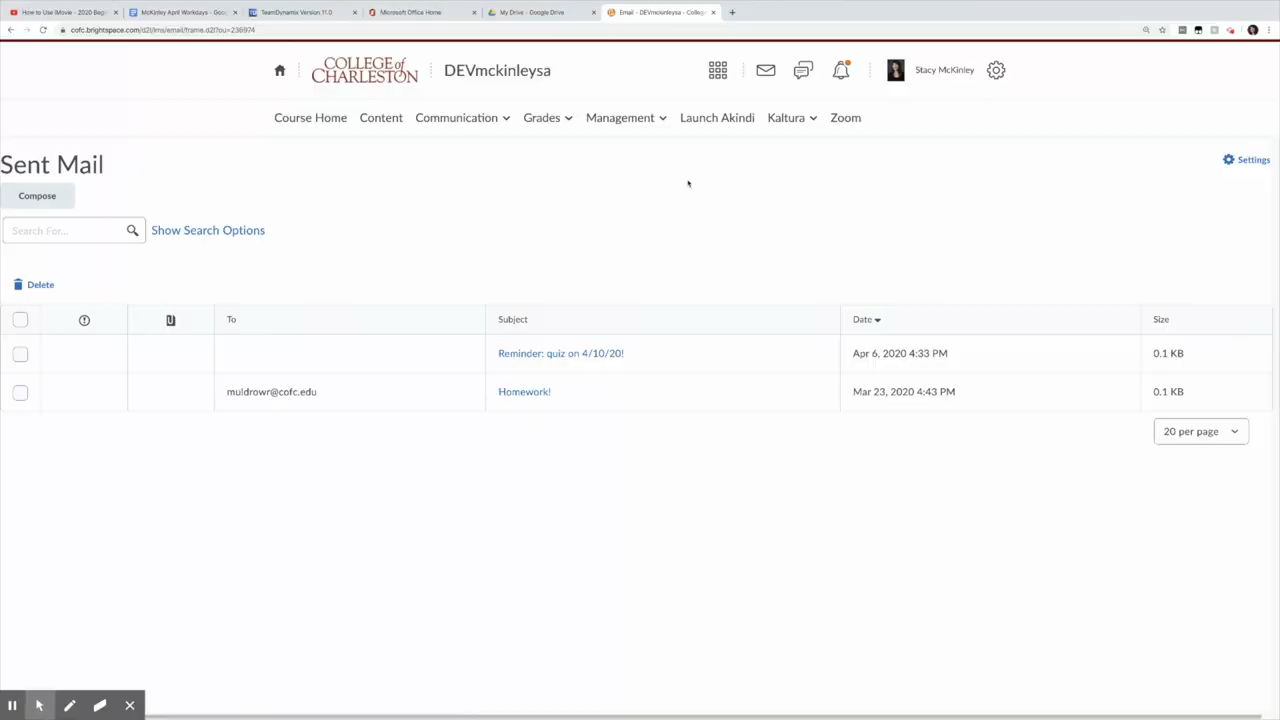 How to Use iMovie - 2020 Begi
McKinley April Workdays - Goog
TeamDynamix Version 11.0
Microsoft Office Home
My Drive - Google Drive
Email - DEVmckinleysa - Colleg
cofc.brightspace.com/d2l/lms/email/frame.d2l?ou=236974
COLLEGE of CHARLESTON
DEVmckinleysa
Stacy McKinley
Course Home Content Communication Grades Management Launch Akindi Kaltura Zoom
Sent Mail
Settings
Compose
Search For...
Show Search Options
Delete
To Subject Date Size
Reminder: quiz on 4/10/20! Apr 6, 2020 4:33 PM 0.1 KB
muldrowr@cofc.edu Homework! Mar 23, 2020 4:43 PM 0.1 KB
20 per page